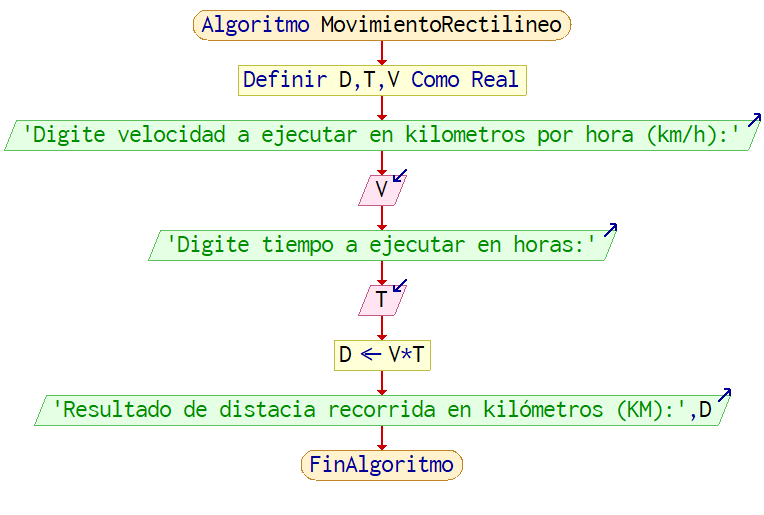 Algoritmo MovimientoRectilineo
Definir D,T,V Como Real
'Digite velocidad a ejecutar en kilometros por hora (km/h):'
V
'Digite tiempo a ejecutar en horas:'
T
D ← V*T
'Resultado de distacia recorrida en kilómetros (KM):',D
FinAlgoritmo